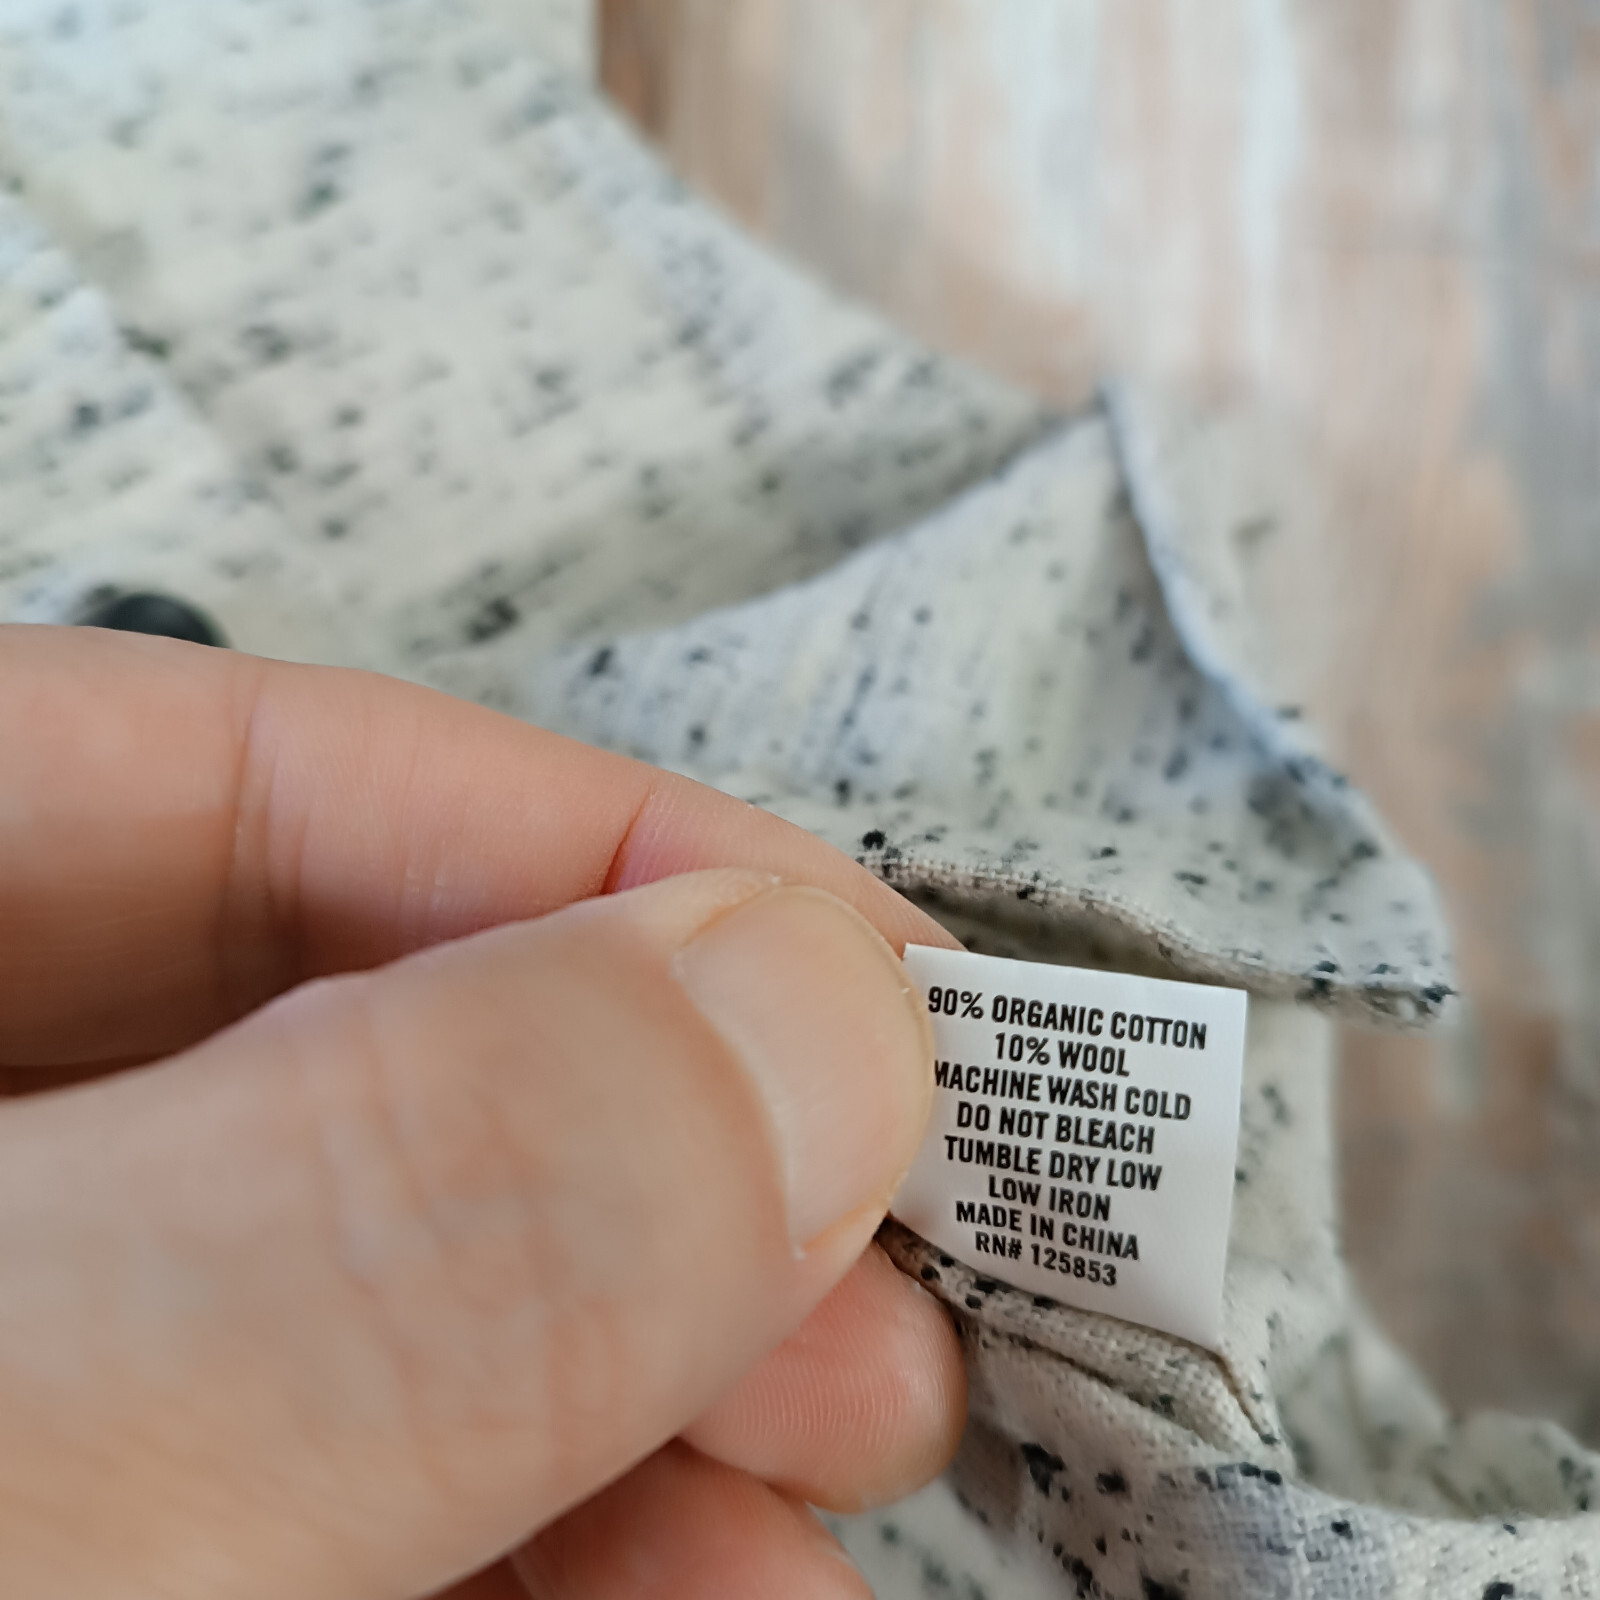 90% ORGANIC COTTON
10% WOOL
MACHINE WASH COLD
DO NOT BLEACH
TUMBLE DRY LOW
LOW IRON
MADE IN CHINA
RN# 125853